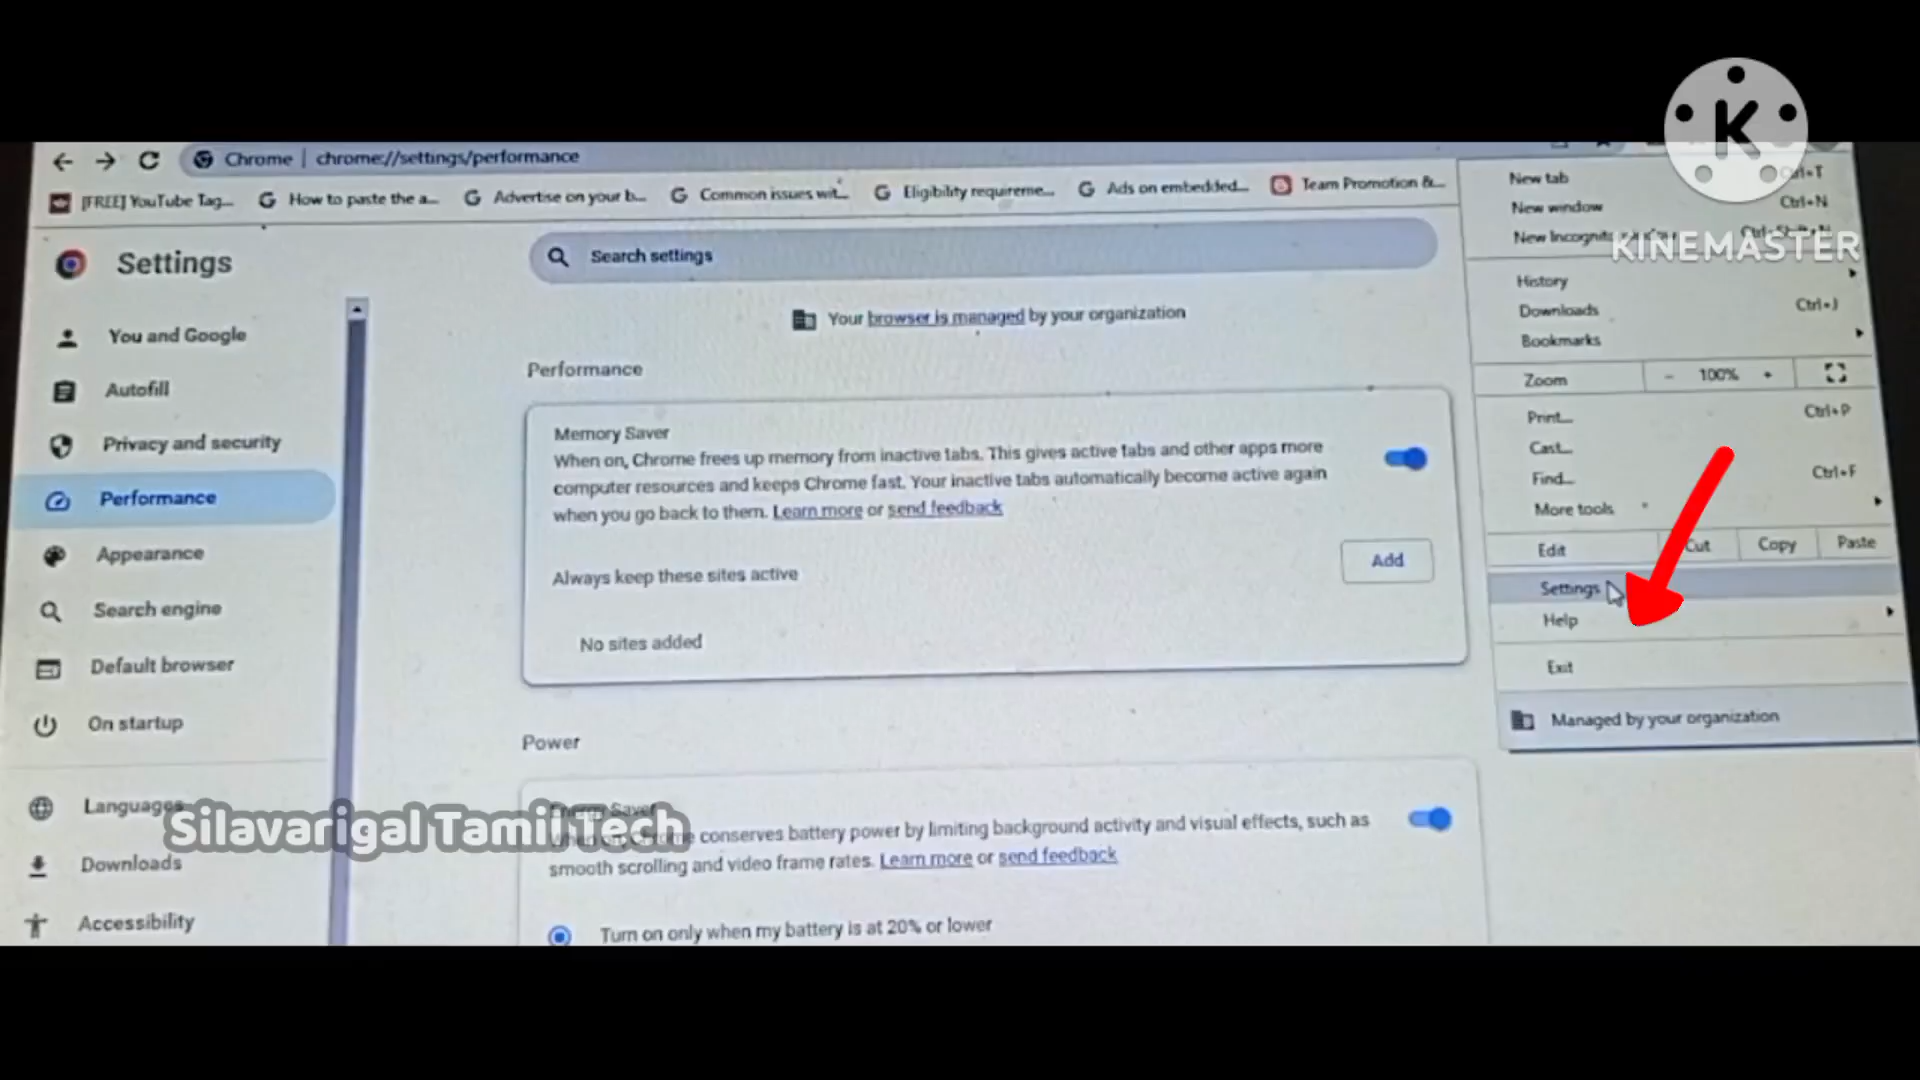 Chrome | chrome://settings/performance
[FREE] YouTube Tag...
How to paste the a...
Advertise on your b...
Common issues wit...
Eligibility requireme...
Ads on embedded...
Team Promotion &...
Settings
Search settings
Your browser is managed by your organization
You and Google
Autofill
Privacy and security
Performance
Appearance
Search engine
Default browser
On startup
Languages
Downloads
Accessibility
Performance
Memory Saver
When on, Chrome frees up memory from inactive tabs. This gives active tabs and other apps more
computer resources and keeps Chrome fast. Your inactive tabs automatically become active again
when you go back to them. Learn more or send feedback
Always keep these sites active
Add
No sites added
Power
Energy Saver
When on, Chrome conserves battery power by limiting background activity and visual effects, such as
smooth scrolling and video frame rates. Learn more or send feedback
Turn on only when my battery is at 20% or lower
New tab Ctrl+T
New window Ctrl+N
New Incognito
History
Downloads Ctrl+J
Bookmarks
Zoom - 100% +
Print... Ctrl+P
Cast...
Find... Ctrl+F
More tools
Edit Cut Copy Paste
Settings
Help
Exit
Managed by your organization
K
KINEMASTER
Silavarigal Tamil Tech